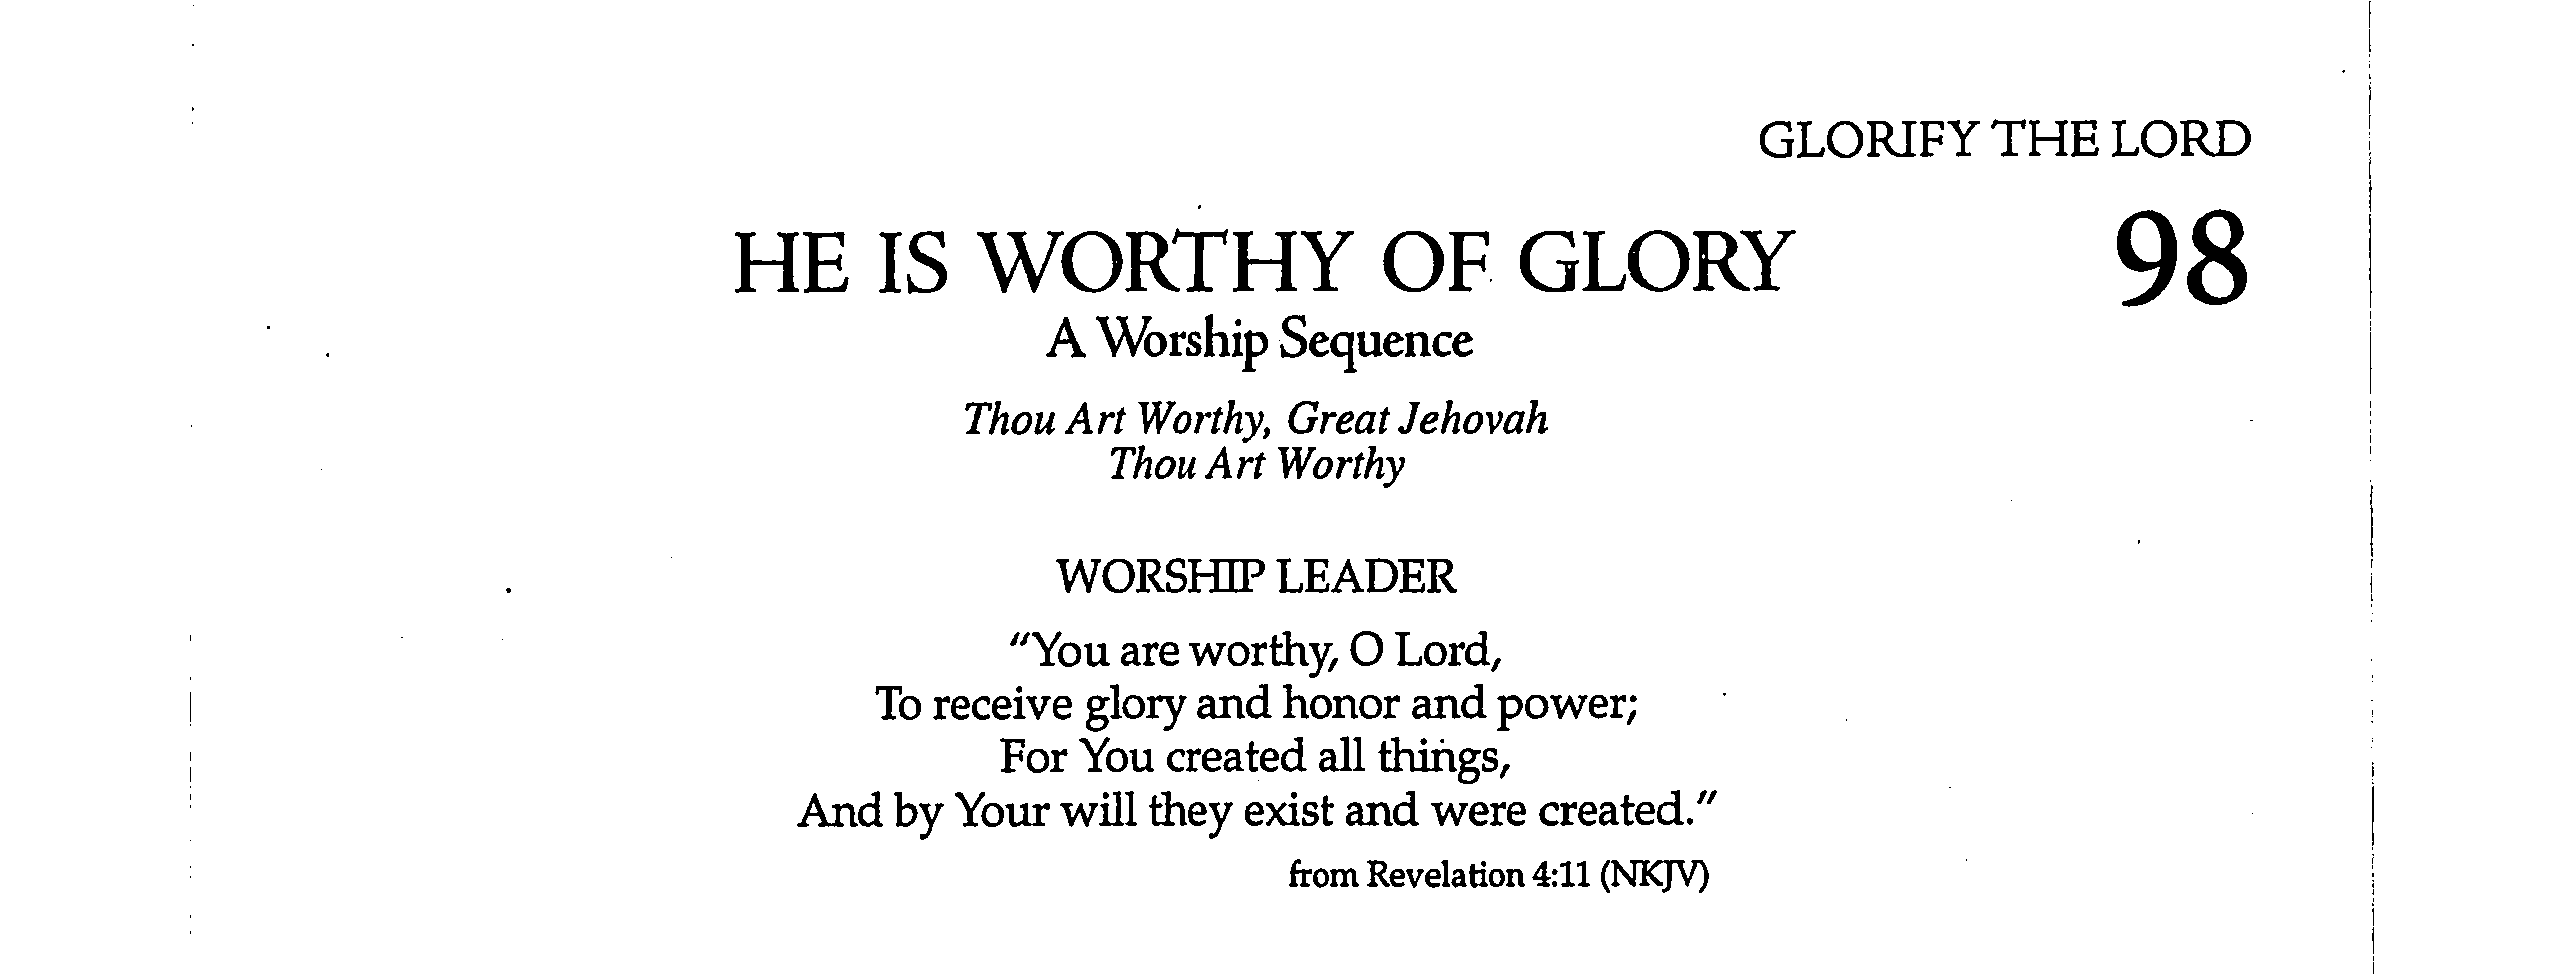 GLORIFY THE LORD
HE IS WORTHY OF GLORY 98
A Worship Sequence
Thou Art Worthy, Great Jehovah
Thou Art Worthy
WORSHIP LEADER
"You are worthy, O Lord,
To receive glory and honor and power;
For You created all things,
And by Your will they exist and were created."
from Revelation 4:11 (NKJV)